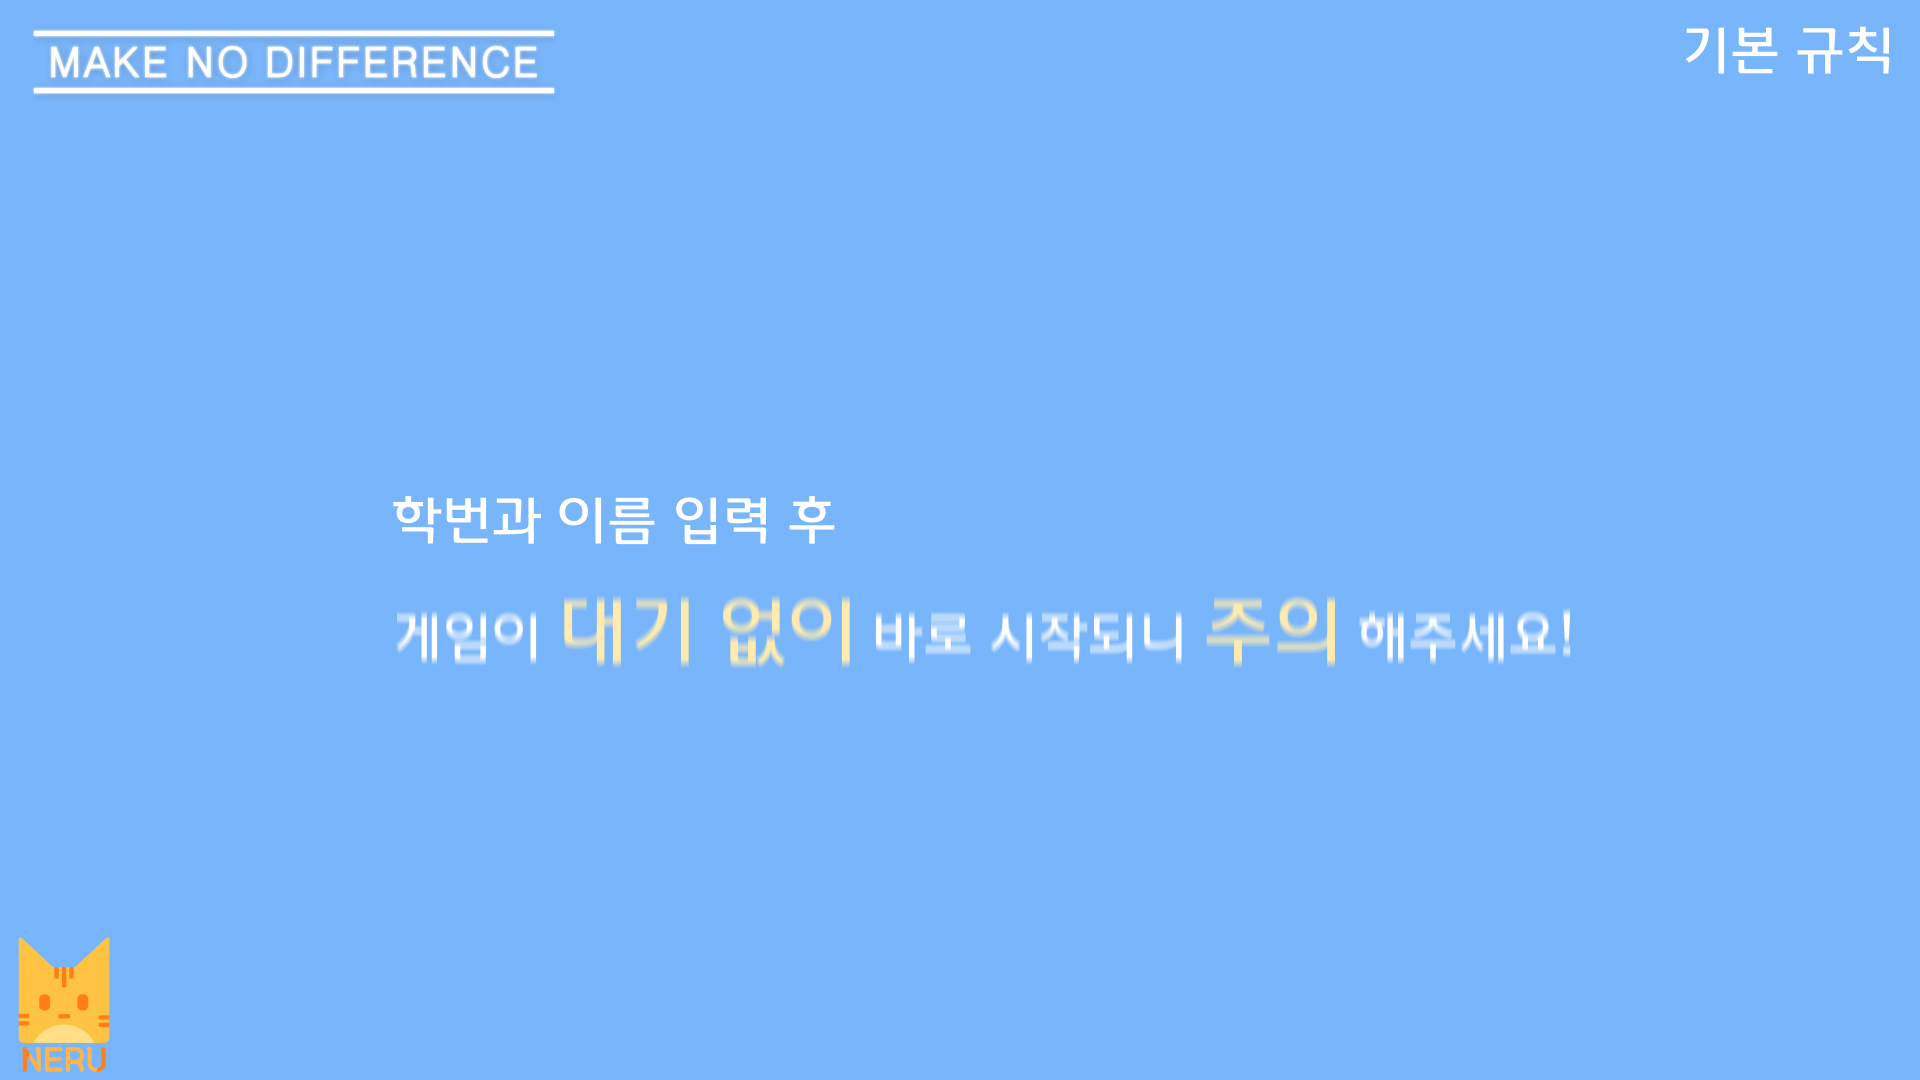 MAKE NO DIFFERENCE
기본 규칙
학번과 이름 입력 후
게임이 대기 없이 바로 시작되니 주의 해주세요!
NERU